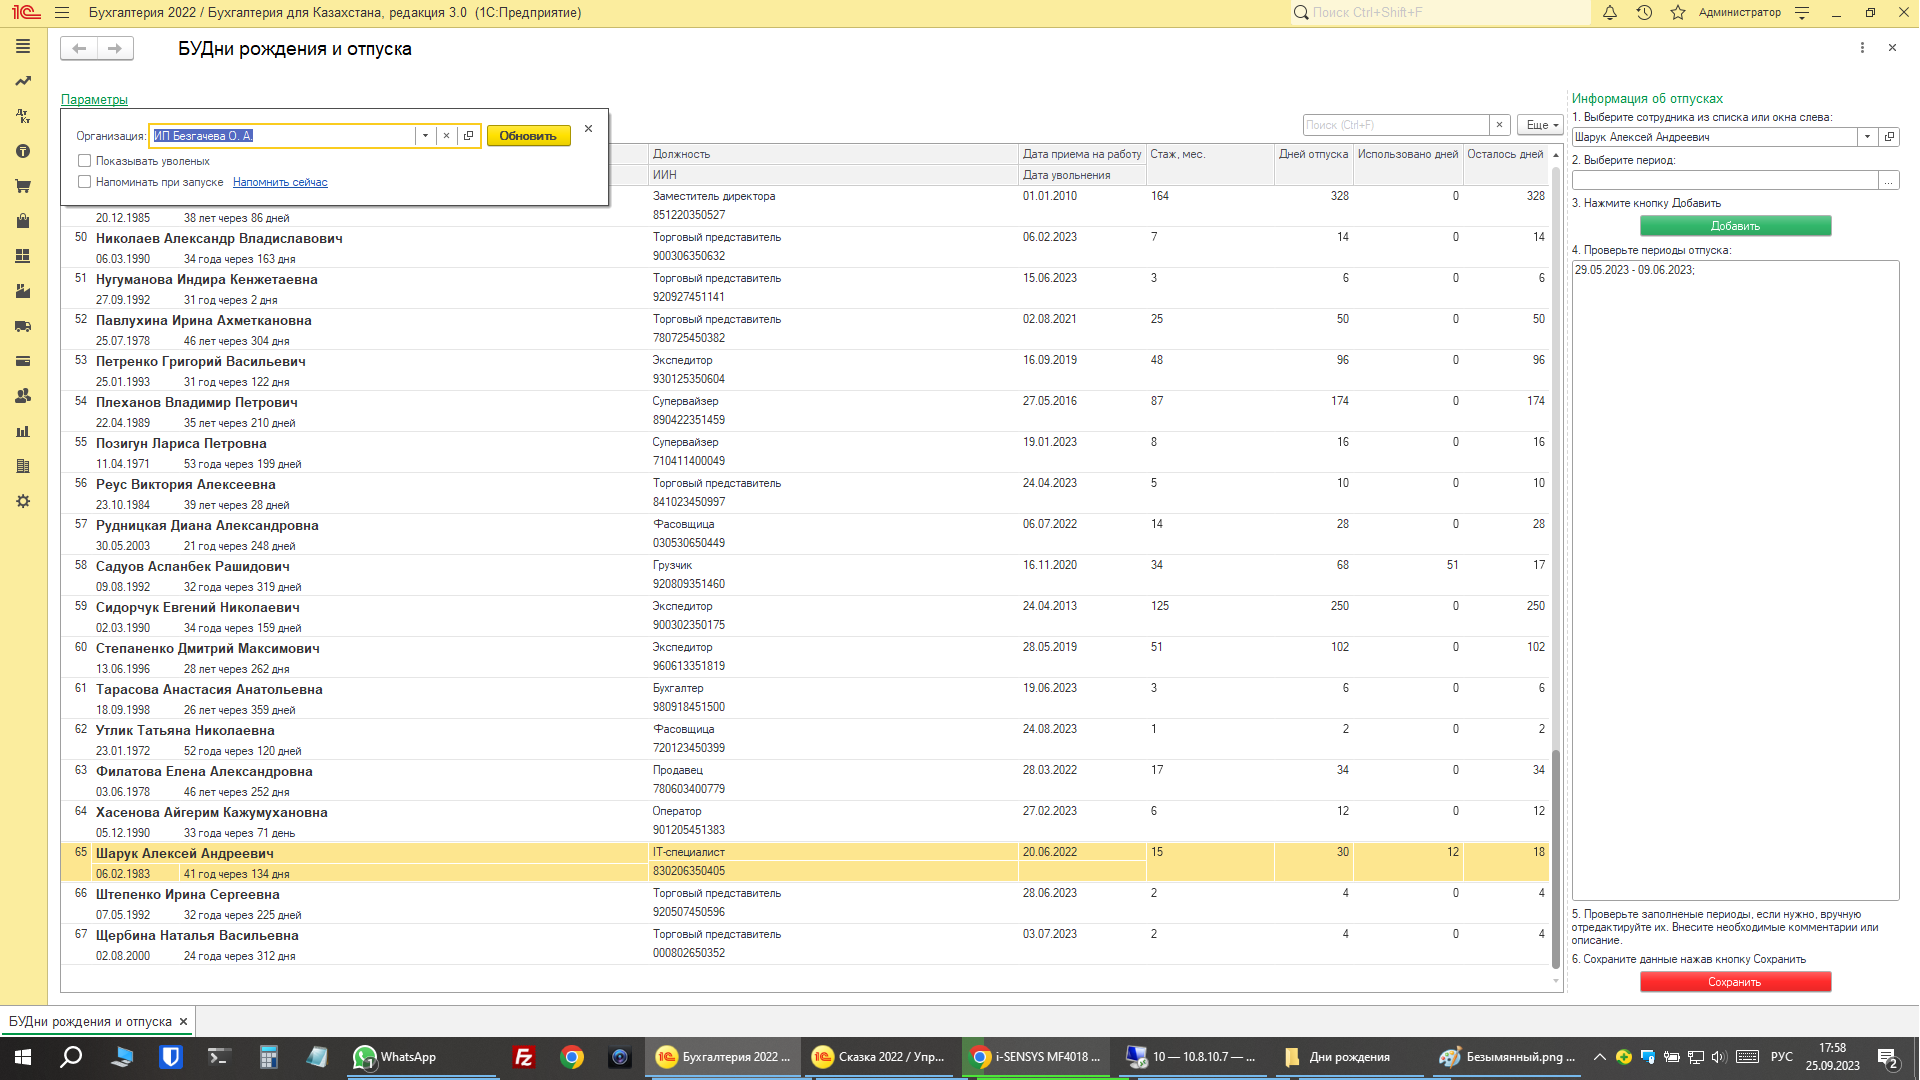 Бухгалтерия 2022 / Бухгалтерия для Казахстана, редакция 3.0 (1С:Предприятие)
Поиск Ctrl+Shift+F
Администратор
БУДни рождения и отпуска
Параметры
Организация: ИП Безгачева О. А. Обновить
Показывать уволеных
Напоминать при запуске Напомнить сейчас
Поиск (Ctrl+F) Еще
Должность Дата приема на работу Стаж, мес. Дней отпуска Использовано дней Осталось дней
ИИН Дата увольнения
Заместитель директора 01.01.2010 164 328 0 328
20.12.1985 38 лет через 86 дней 851220350527
50 Николаев Александр Владиславович Торговый представитель 06.02.2023 7 14 0 14
06.03.1990 34 года через 163 дня 900306350632
51 Нугуманова Индира Кенжетаевна Торговый представитель 15.06.2023 3 6 0 6
27.09.1992 31 год через 2 дня 920927451141
52 Павлухина Ирина Ахметкановна Торговый представитель 02.08.2021 25 50 0 50
25.07.1978 46 лет через 304 дня 780725450382
53 Петренко Григорий Васильевич Экспедитор 16.09.2019 48 96 0 96
25.01.1993 31 год через 122 дня 930125350604
54 Плеханов Владимир Петрович Супервайзер 27.05.2016 87 174 0 174
22.04.1989 35 лет через 210 дней 890422351459
55 Позигун Лариса Петровна Супервайзер 19.01.2023 8 16 0 16
11.04.1971 53 года через 199 дней 710411400049
56 Реус Виктория Алексеевна Торговый представитель 24.04.2023 5 10 0 10
23.10.1984 39 лет через 28 дней 841023450997
57 Рудницкая Диана Александровна Фасовщица 06.07.2022 14 28 0 28
30.05.2003 21 год через 248 дней 030530650449
58 Садуов Асланбек Рашидович Грузчик 16.11.2020 34 68 51 17
09.08.1992 32 года через 319 дней 920809351460
59 Сидорчук Евгений Николаевич Экспедитор 24.04.2013 125 250 0 250
02.03.1990 34 года через 159 дней 900302350175
60 Степаненко Дмитрий Максимович Экспедитор 28.05.2019 51 102 0 102
13.06.1996 28 лет через 262 дня 960613351819
61 Тарасова Анастасия Анатольевна Бухгалтер 19.06.2023 3 6 0 6
18.09.1998 26 лет через 359 дней 980918451500
62 Утлик Татьяна Николаевна Фасовщица 24.08.2023 1 2 0 2
23.01.1972 52 года через 120 дней 720123450399
63 Филатова Елена Александровна Продавец 28.03.2022 17 34 0 34
03.06.1978 46 лет через 252 дня 780603400779
64 Хасенова Айгерим Кажумухановна Оператор 27.02.2023 6 12 0 12
05.12.1990 33 года через 71 день 901205451383
65 Шарук Алексей Андреевич IT-специалист 20.06.2022 15 30 12 18
06.02.1983 41 год через 134 дня 830206350405
66 Штепенко Ирина Сергеевна Торговый представитель 28.06.2023 2 4 0 4
07.05.1992 32 года через 225 дней 920507450596
67 Щербина Наталья Васильевна Торговый представитель 03.07.2023 2 4 0 4
02.08.2000 24 года через 312 дня 000802650352
Информация об отпусках
1. Выберите сотрудника из списка или окна слева:
Шарук Алексей Андреевич
2. Выберите период:
...
3. Нажмите кнопку Добавить
Добавить
4. Проверьте периоды отпуска:
29.05.2023 - 09.06.2023;
5. Проверьте заполненые периоды, если нужно, вручную
отредактируйте их. Внесите необходимые комментарии или
описание.
6. Сохраните данные нажав кнопку Сохранить
Сохранить
БУДни рождения и отпуска
1 WhatsApp
Бухгалтерия 2022 ...
Сказка 2022 / Упр...
i-SENSYS MF4018 ...
10 — 10.8.10.7 — ...
Дни рождения
Безымянный.png ...
РУС
17:58
25.09.2023
2